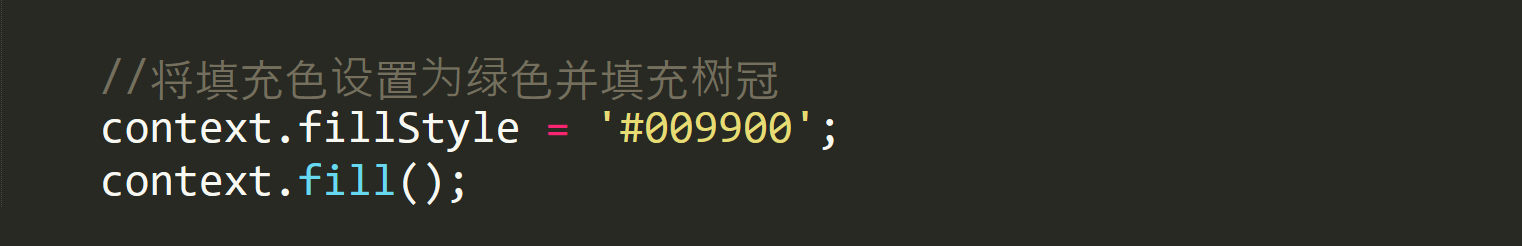 //将填充色设置为绿色并填充树冠
context.fillStyle = '#009900';
context.fill();